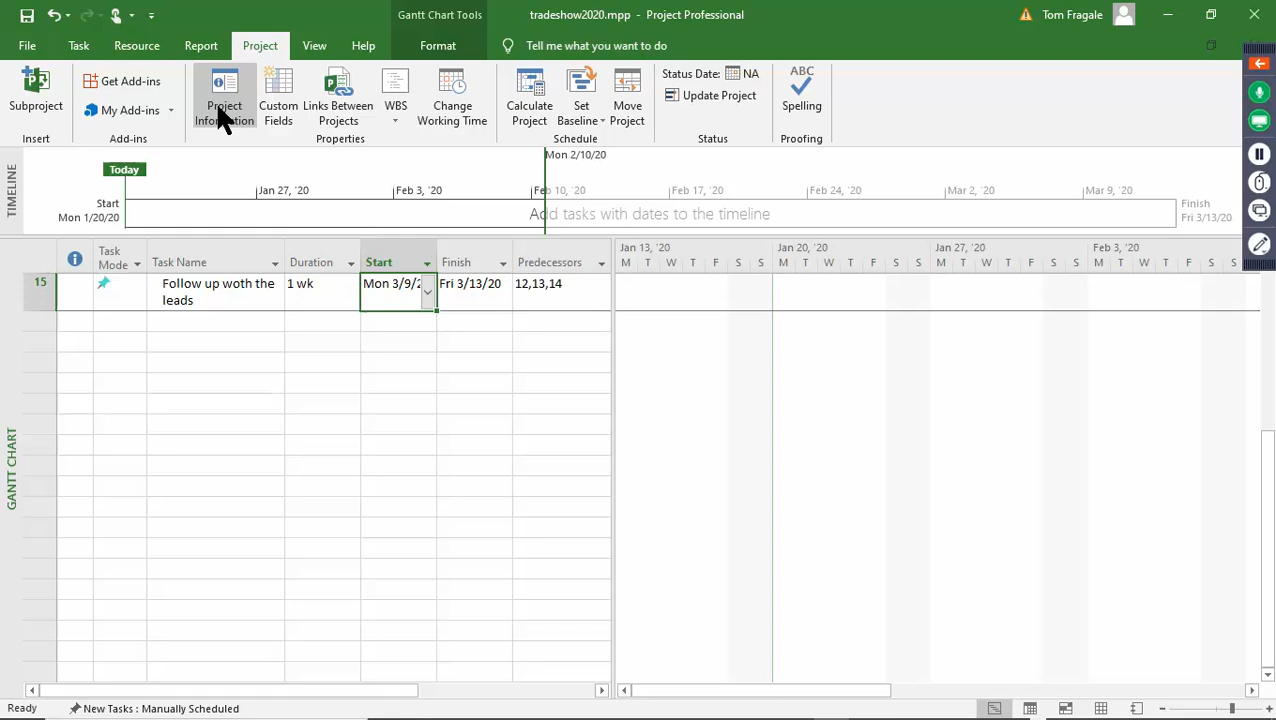 Gantt Chart Tools
tradeshow2020.mpp - Project Professional
Tom Fragale
File Task Resource Report Project View Help Format Tell me what you want to do
Subproject
Insert
Get Add-ins
My Add-ins
Add-ins
Project Information
Custom Fields
Links Between Projects
WBS
Change Working Time
Properties
Calculate Project
Set Baseline
Move Project
Schedule
Status Date: NA
Update Project
Status
ABC
Spelling
Proofing
TIMELINE
Today
Mon 2/10/20
Start
Mon 1/20/20
Jan 27, '20 Feb 3, '20 Feb 10, '20 Feb 17, '20 Feb 24, '20 Mar 2, '20 Mar 9, '20
Add tasks with dates to the timeline
Finish
Fri 3/13/20
GANTT CHART
Task Mode Task Name Duration Start Finish Predecessors
Jan 13, '20 Jan 20, '20 Jan 27, '20 Feb 3, '20
M T W T F S S M T W T F S S M T W T F S S M T W T F S S
15 Follow up woth the leads 1 wk Mon 3/9/2 Fri 3/13/20 12,13,14
Ready New Tasks : Manually Scheduled